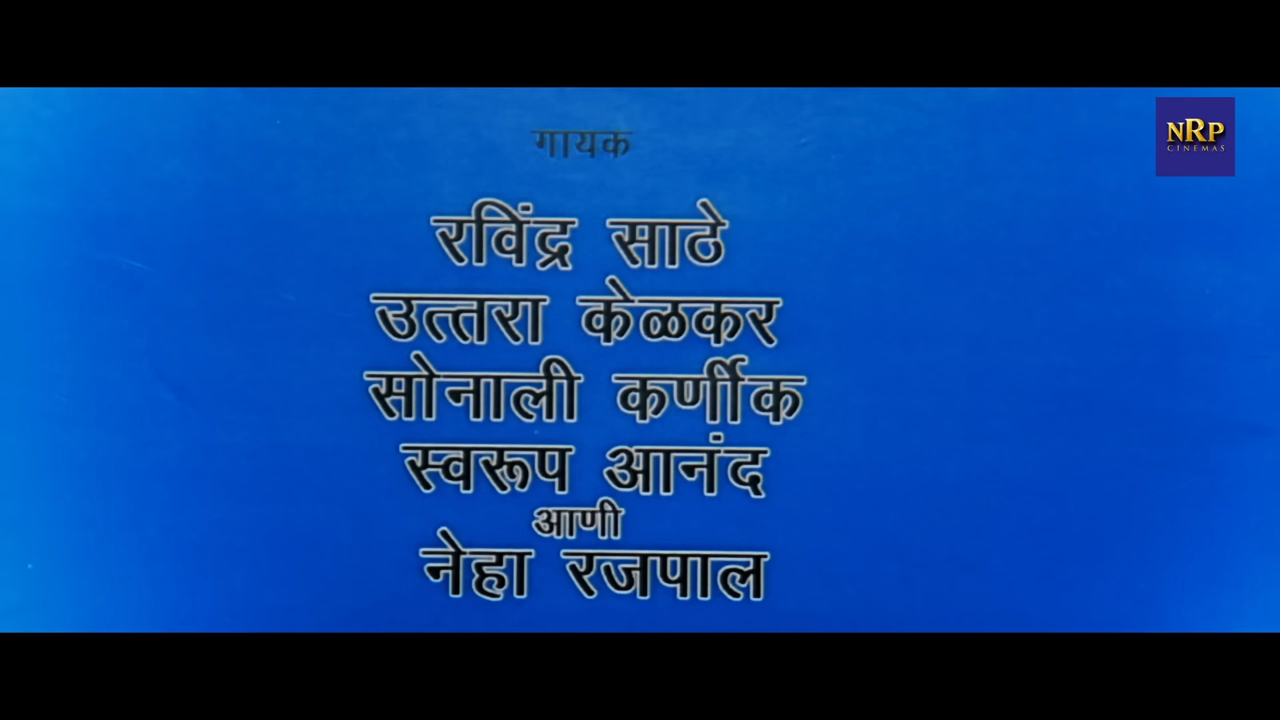 गायक
NRP
CINEMAS
रविंद्र साठे
उत्तरा केळकर
सोनाली कर्णीक
स्वरूप आनंद
आणी
नेहा रजपाल